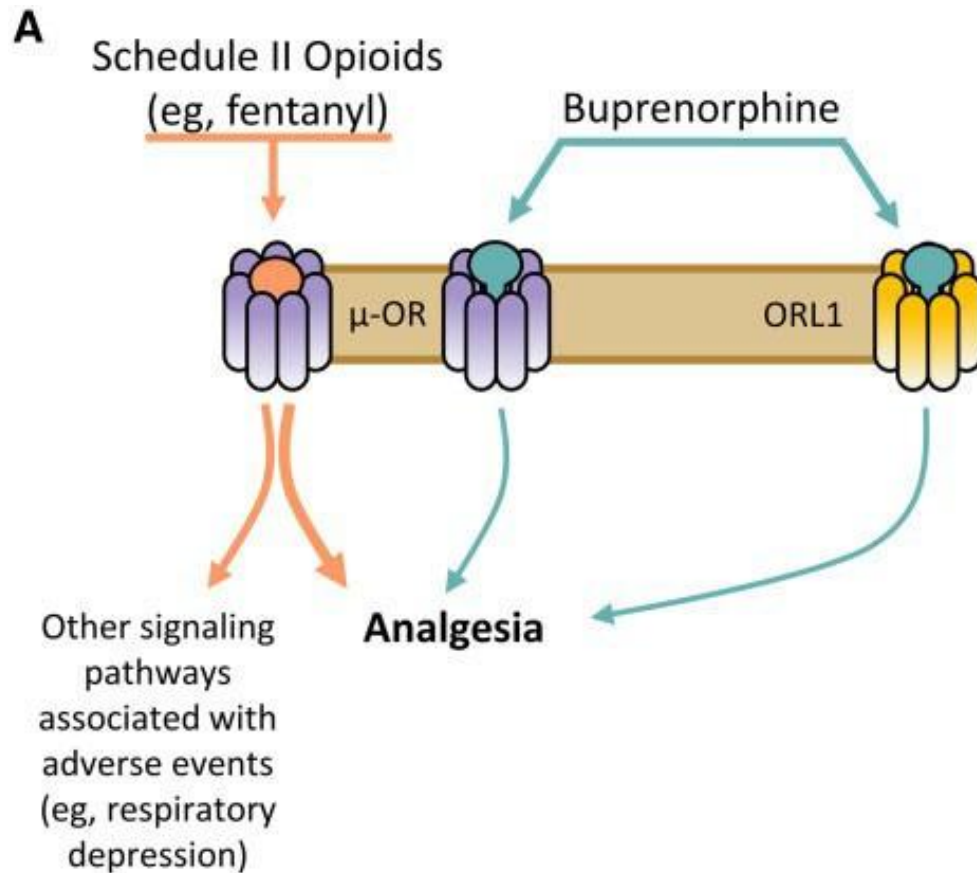 A
Schedule II Opioids
(eg, fentanyl)
Buprenorphine
μ-OR
ORL1
Other signaling
pathways
associated with
adverse events
(eg, respiratory
depression)
Analgesia